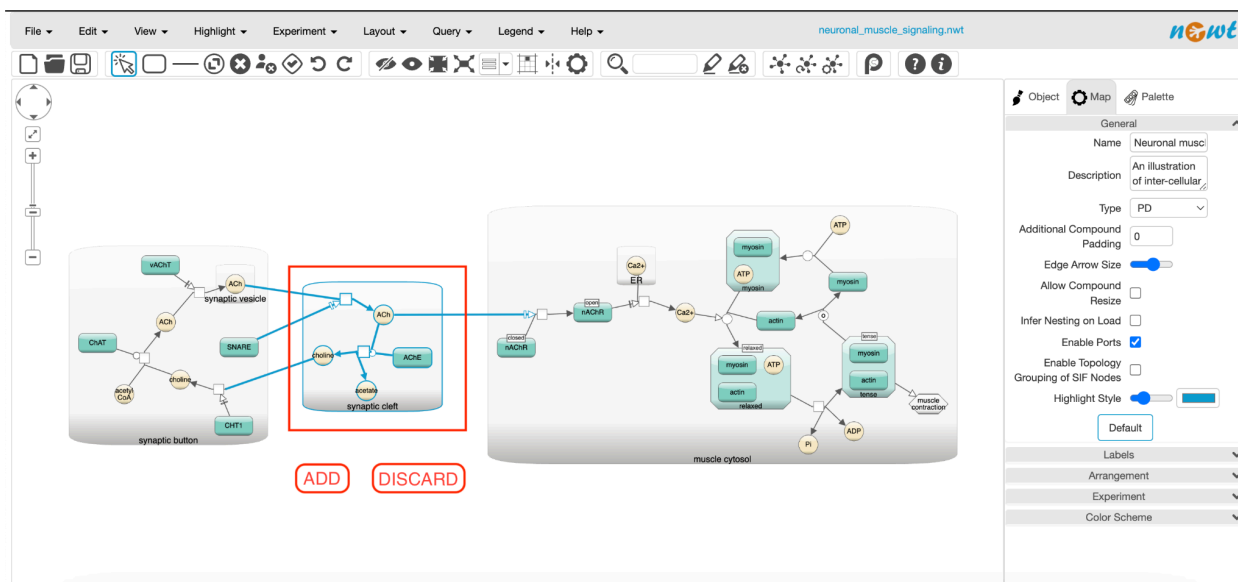 File Edit View Highlight Experiment Layout Query Legend Help
neuronal_muscle_signaling.nwt
newt
Object Map Palette
General
Name Neuronal musc
Description An illustration
of inter-cellular
Type PD
Additional Compound
Padding 0
Edge Arrow Size
Allow Compound
Resize
Infer Nesting on Load
Enable Ports
Enable Topology
Grouping of SIF Nodes
Highlight Style
Default
Labels
Arrangement
Experiment
Color Scheme
vAChT
ACh
synaptic vesicle
ACh
ChAT
SNARE
choline
acetyl
CoA
CHT1
synaptic button
ACh
choline
AChE
acetate
synaptic cleft
ADD DISCARD
closed
nAChR
open
nAChR
Ca2+
ER
Ca2+
myosin
ATP
myosin
ATP
myosin
actin
relaxed
myosin
ATP
actin
relaxed
tense
myosin
actin
tense
muscle
contraction
Pi
ADP
muscle cytosol